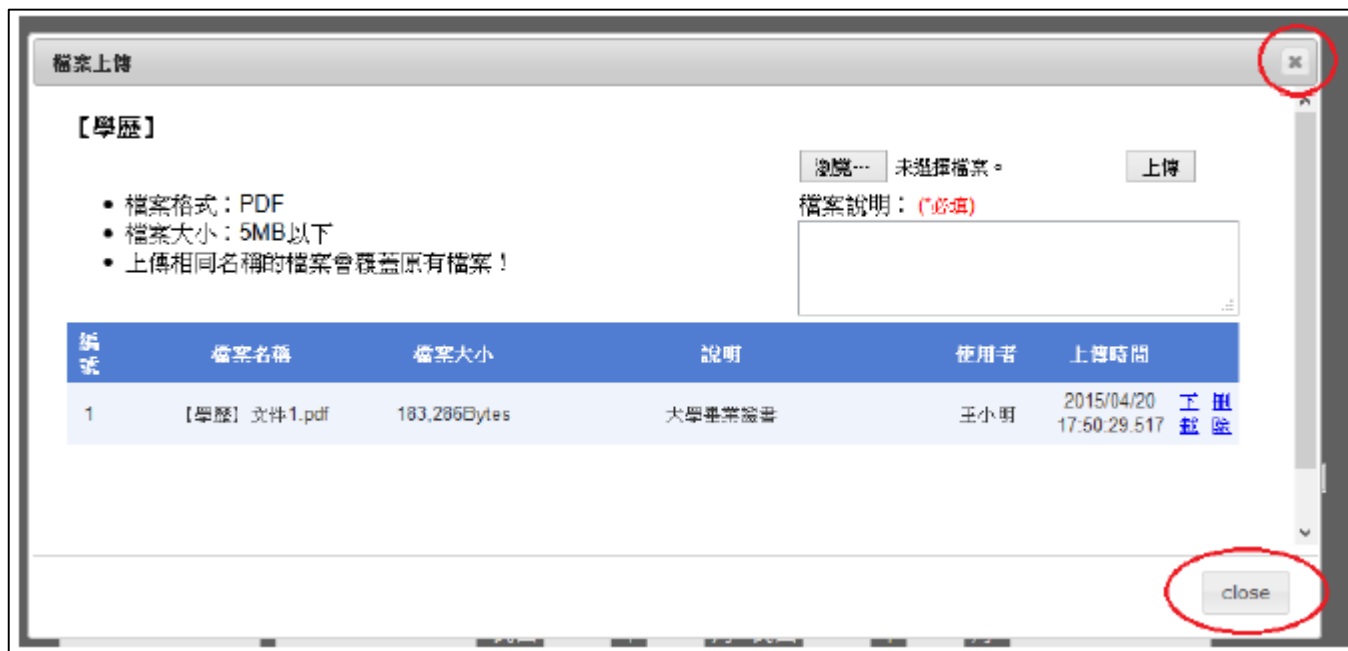 檔案上傳
【學歷】
瀏覽… 未選擇檔案。 上傳
檔案說明：(*必填)
檔案格式：PDF
檔案大小：5MB以下
上傳相同名稱的檔案會覆蓋原有檔案！
編號 檔案名稱 檔案大小 說明 使用者 上傳時間
1 【學歷】文件1.pdf 183,286Bytes 大學畢業證書 王小明 2015/04/20 17:50:29.517 下載 刪除
close